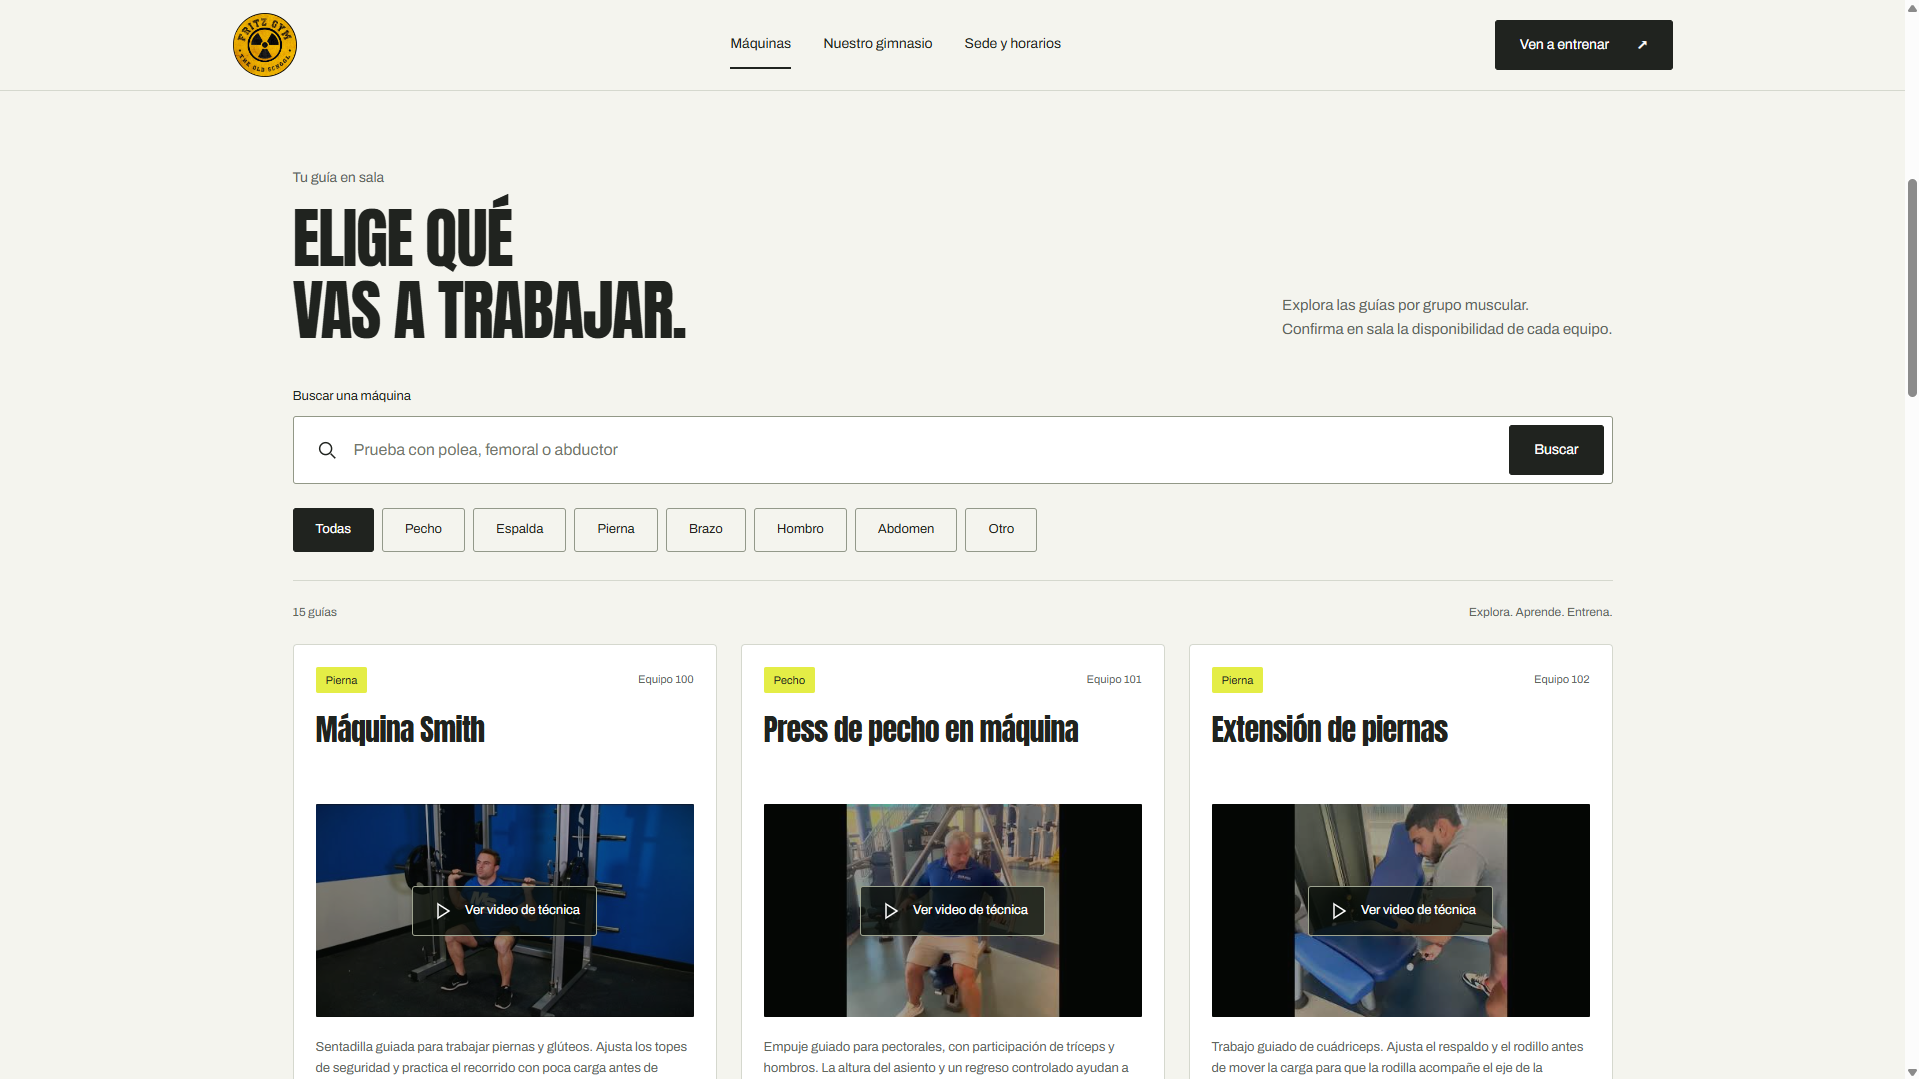 FRITZ GYM
THE OLD SCHOOL
Máquinas
Nuestro gimnasio
Sede y horarios
Ven a entrenar
Tu guía en sala
ELIGE QUÉ
VAS A TRABAJAR.
Explora las guías por grupo muscular.
Confirma en sala la disponibilidad de cada equipo.
Buscar una máquina
Prueba con polea, femoral o abductor
Buscar
Todas
Pecho
Espalda
Pierna
Brazo
Hombro
Abdomen
Otro
15 guías
Explora. Aprende. Entrena.
Pierna
Equipo 100
Máquina Smith
Ver video de técnica
Sentadilla guiada para trabajar piernas y glúteos. Ajusta los topes
de seguridad y practica el recorrido con poca carga antes de
Pecho
Equipo 101
Press de pecho en máquina
Ver video de técnica
Empuje guiado para pectorales, con participación de tríceps y
hombros. La altura del asiento y un regreso controlado ayudan a
Pierna
Equipo 102
Extensión de piernas
Ver video de técnica
Trabajo guiado de cuádriceps. Ajusta el respaldo y el rodillo antes
de mover la carga para que la rodilla acompañe el eje de la